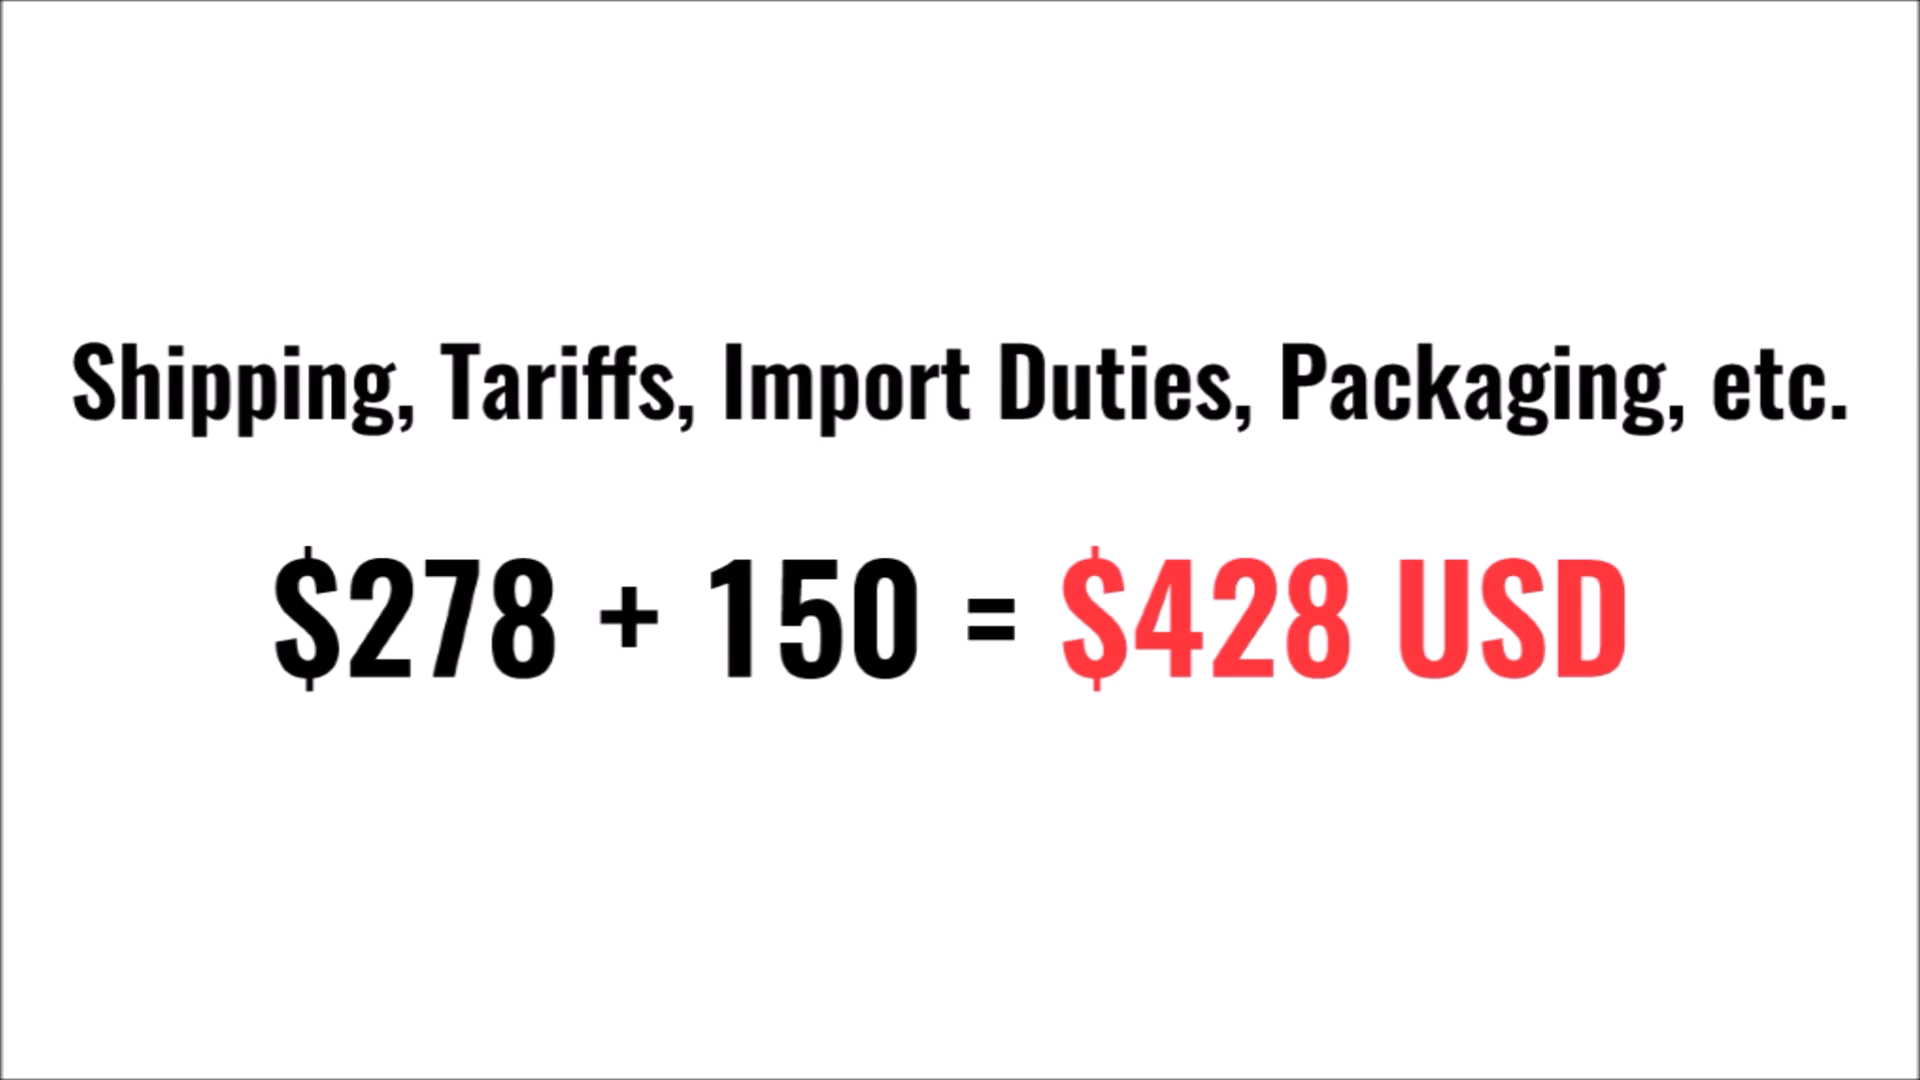 Shipping, Tariffs, Import Duties, Packaging, etc.
$278 + 150 = $428 USD